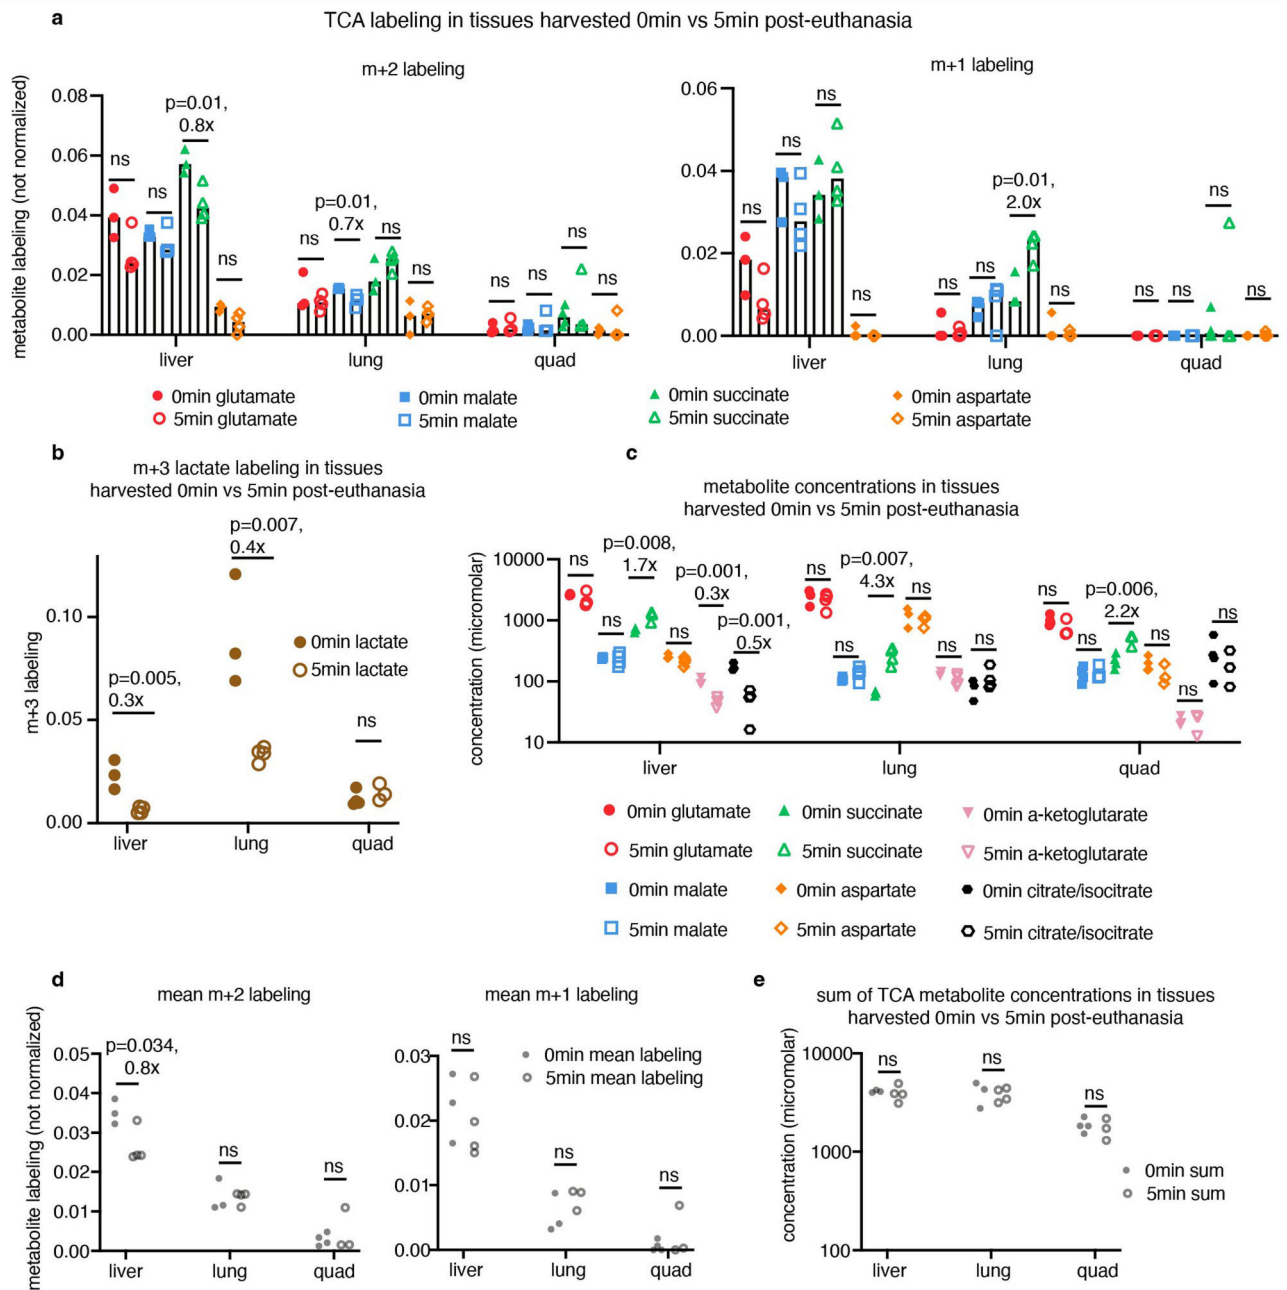 a
TCA labeling in tissues harvested 0min vs 5min post-euthanasia
m+2 labeling
metabolite labeling (not normalized)
0.08
0.06
0.04
0.02
0.00
ns
ns
p=0.01,
0.8x
ns
ns
p=0.01,
0.7x
ns
ns
ns
ns
ns
ns
liver
lung
quad
m+1 labeling
0.06
0.04
0.02
0.00
ns
ns
ns
ns
ns
ns
p=0.01,
2.0x
ns
ns
ns
ns
ns
liver
lung
quad
0min glutamate
5min glutamate
0min malate
5min malate
0min succinate
5min succinate
0min aspartate
5min aspartate
b
m+3 lactate labeling in tissues
harvested 0min vs 5min post-euthanasia
m+3 labeling
0.10
0.05
0.00
p=0.005,
0.3x
p=0.007,
0.4x
ns
0min lactate
5min lactate
liver
lung
quad
c
metabolite concentrations in tissues
harvested 0min vs 5min post-euthanasia
concentration (micromolar)
10000
1000
100
10
ns
ns
p=0.008,
1.7x
ns
p=0.001,
0.3x
p=0.001,
0.5x
ns
ns
p=0.007,
4.3x
ns
ns
ns
ns
ns
p=0.006,
2.2x
ns
ns
ns
liver
lung
quad
0min glutamate
5min glutamate
0min malate
5min malate
0min succinate
5min succinate
0min aspartate
5min aspartate
0min a-ketoglutarate
5min a-ketoglutarate
0min citrate/isocitrate
5min citrate/isocitrate
d
mean m+2 labeling
metabolite labeling (not normalized)
0.05
0.04
0.03
0.02
0.01
0.00
p=0.034,
0.8x
ns
ns
liver
lung
quad
mean m+1 labeling
0.03
0.02
0.01
0.00
ns
ns
ns
0min mean labeling
5min mean labeling
liver
lung
quad
e
sum of TCA metabolite concentrations in tissues
harvested 0min vs 5min post-euthanasia
concentration (micromolar)
10000
1000
100
ns
ns
ns
0min sum
5min sum
liver
lung
quad